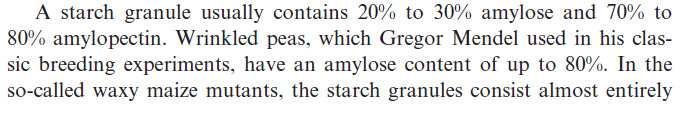 A starch granule usually contains 20% to 30% amylose and 70% to
80% amylopectin. Wrinkled peas, which Gregor Mendel used in his clas-
sic breeding experiments, have an amylose content of up to 80%. In the
so-called waxy maize mutants, the starch granules consist almost entirely